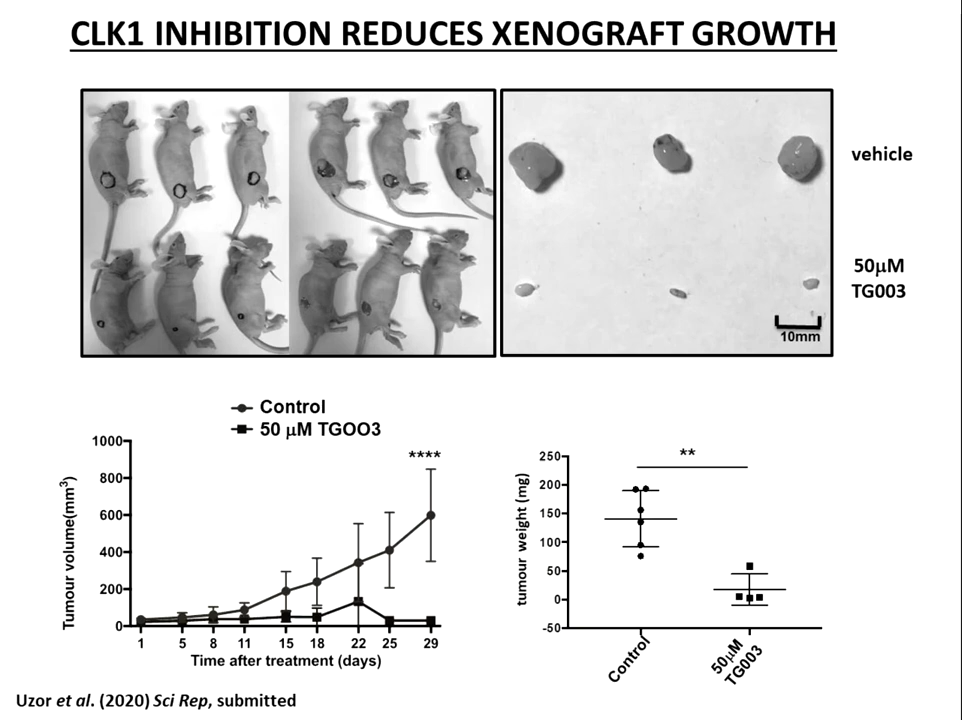 CLK1 INHIBITION REDUCES XENOGRAFT GROWTH
vehicle
50μM
TG003
10mm
Control
50 μM TGOO3
1000
800
600
400
200
0
****
Tumour volume(mm3)
1 5 8 11 15 18 22 25 29
Time after treatment (days)
250
200
150
100
50
0
-50
**
tumour weight (mg)
Control
50μM
TG003
Uzor et al. (2020) Sci Rep, submitted